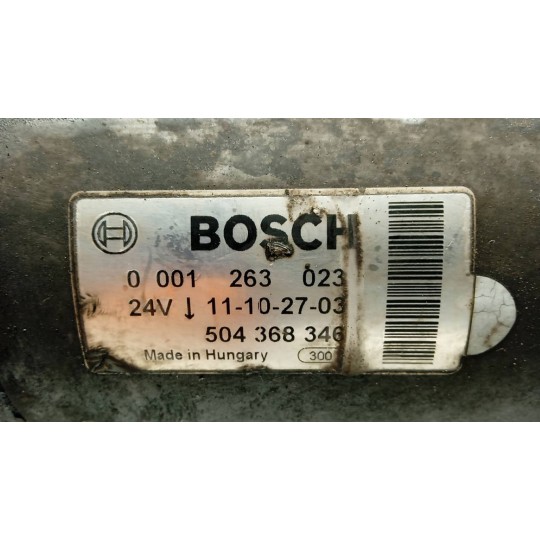 BOSCH
0 001 263 023
24V ↓ 11-10-27-03
504 368 346
Made in Hungary 300